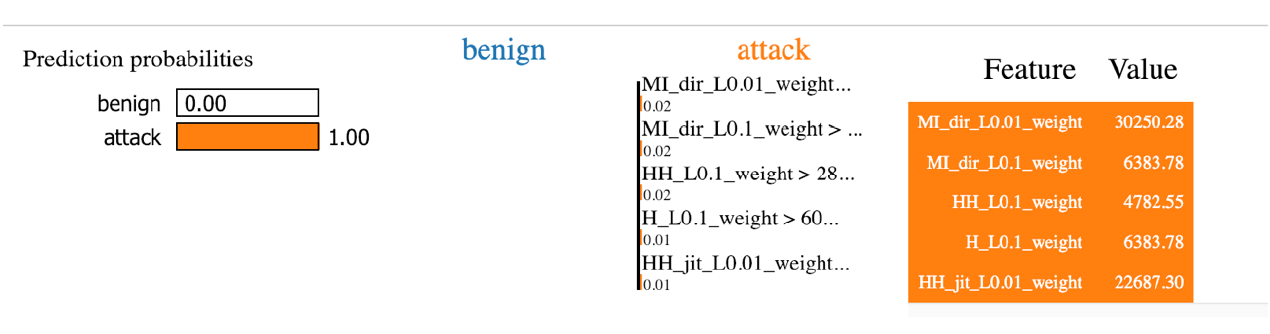 Prediction probabilities
benign 0.00
attack 1.00
benign
attack
MI_dir_L0.01_weight...
0.02
MI_dir_L0.1_weight > ...
0.02
HH_L0.1_weight > 28...
0.02
H_L0.1_weight > 60...
0.01
HH_jit_L0.01_weight...
0.01
Feature Value
MI_dir_L0.01_weight 30250.28
MI_dir_L0.1_weight 6383.78
HH_L0.1_weight 4782.55
H_L0.1_weight 6383.78
HH_jit_L0.01_weight 22687.30